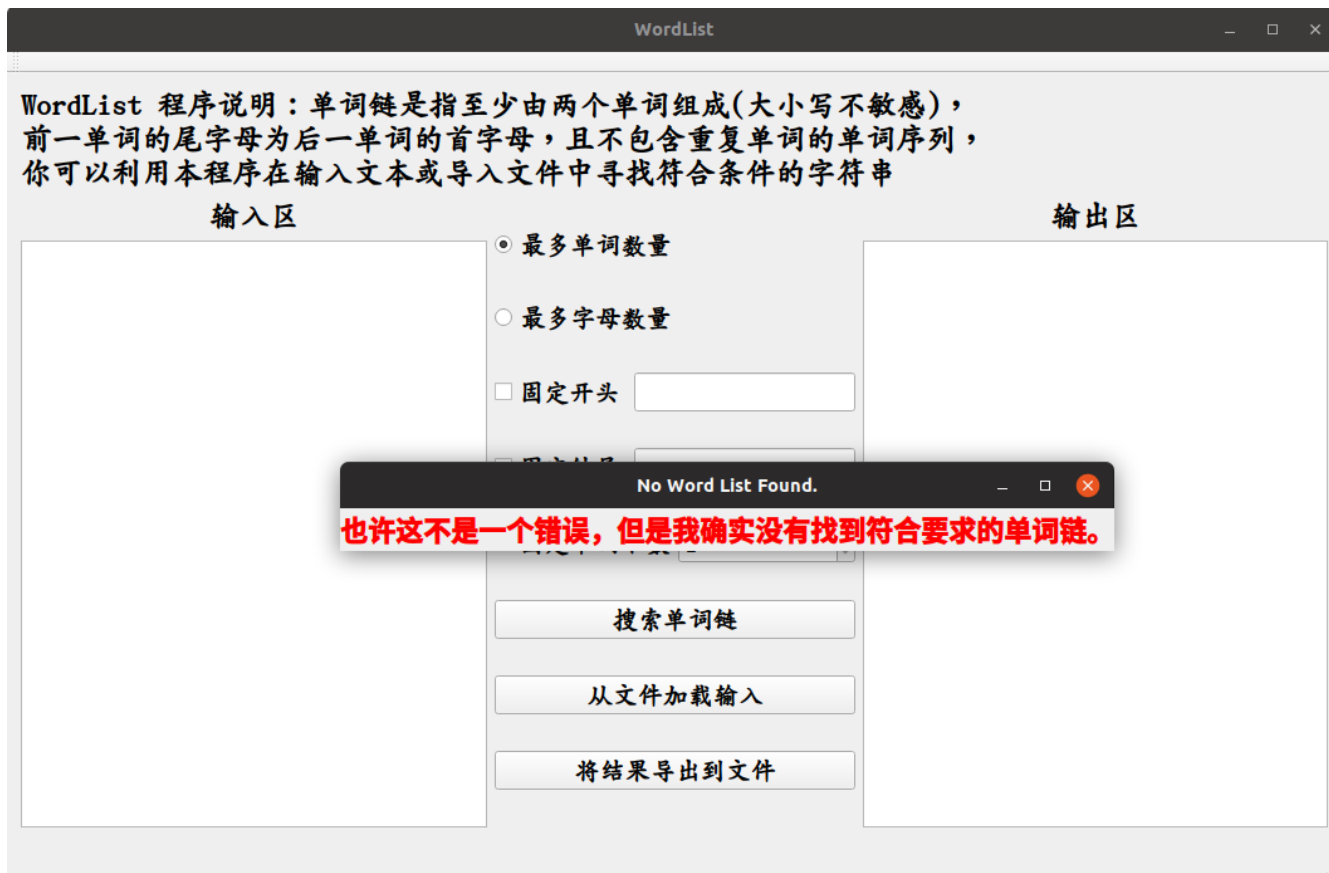 WordList
WordList 程序说明：单词链是指至少由两个单词组成(大小写不敏感)，
前一单词的尾字母为后一单词的首字母，且不包含重复单词的单词序列，
你可以利用本程序在输入文本或导入文件中寻找符合条件的字符串
输入区
输出区
最多单词数量
最多字母数量
固定开头
No Word List Found.
也许这不是一个错误，但是我确实没有找到符合要求的单词链。
搜索单词链
从文件加载输入
将结果导出到文件